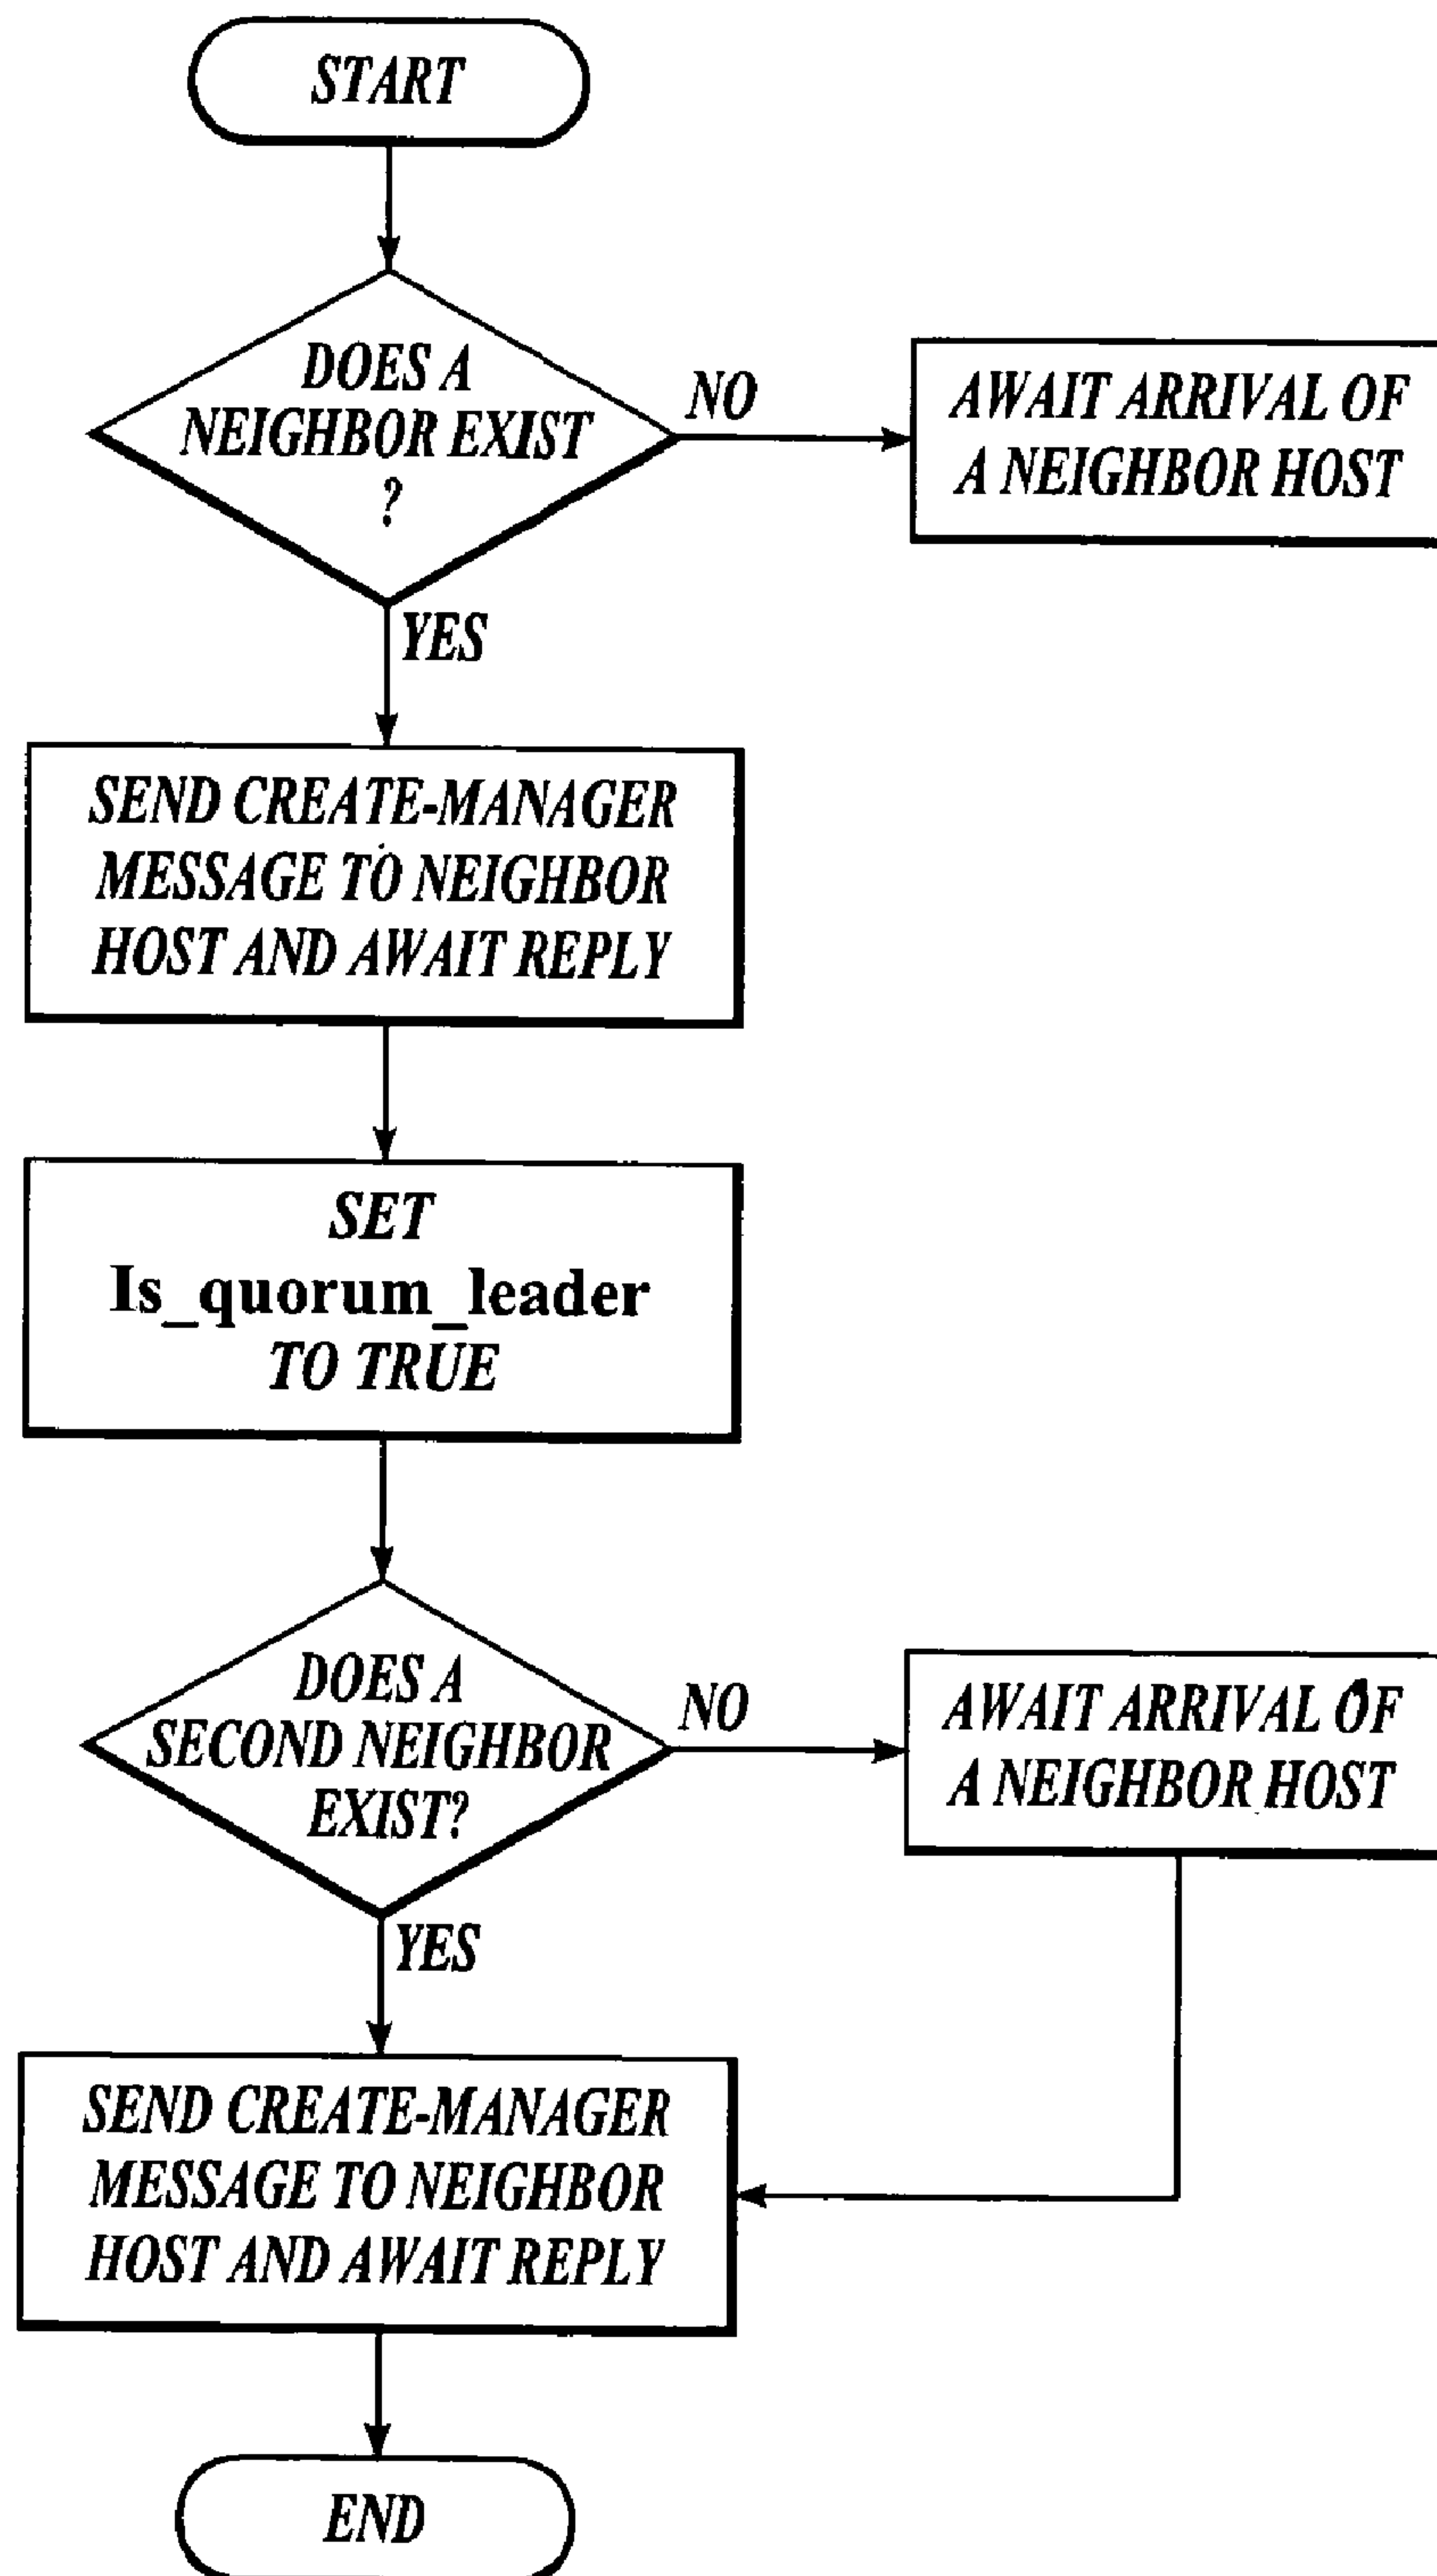 START
DOES A
NEIGHBOR EXIST
?
NO
AWAIT ARRIVAL OF
A NEIGHBOR HOST
YES
SEND CREATE-MANAGER
MESSAGE TO NEIGHBOR
HOST AND AWAIT REPLY
SET
Is_quorum_leader
TO TRUE
DOES A
SECOND NEIGHBOR
EXIST?
NO
AWAIT ARRIVAL OF
A NEIGHBOR HOST
YES
SEND CREATE-MANAGER
MESSAGE TO NEIGHBOR
HOST AND AWAIT REPLY
END